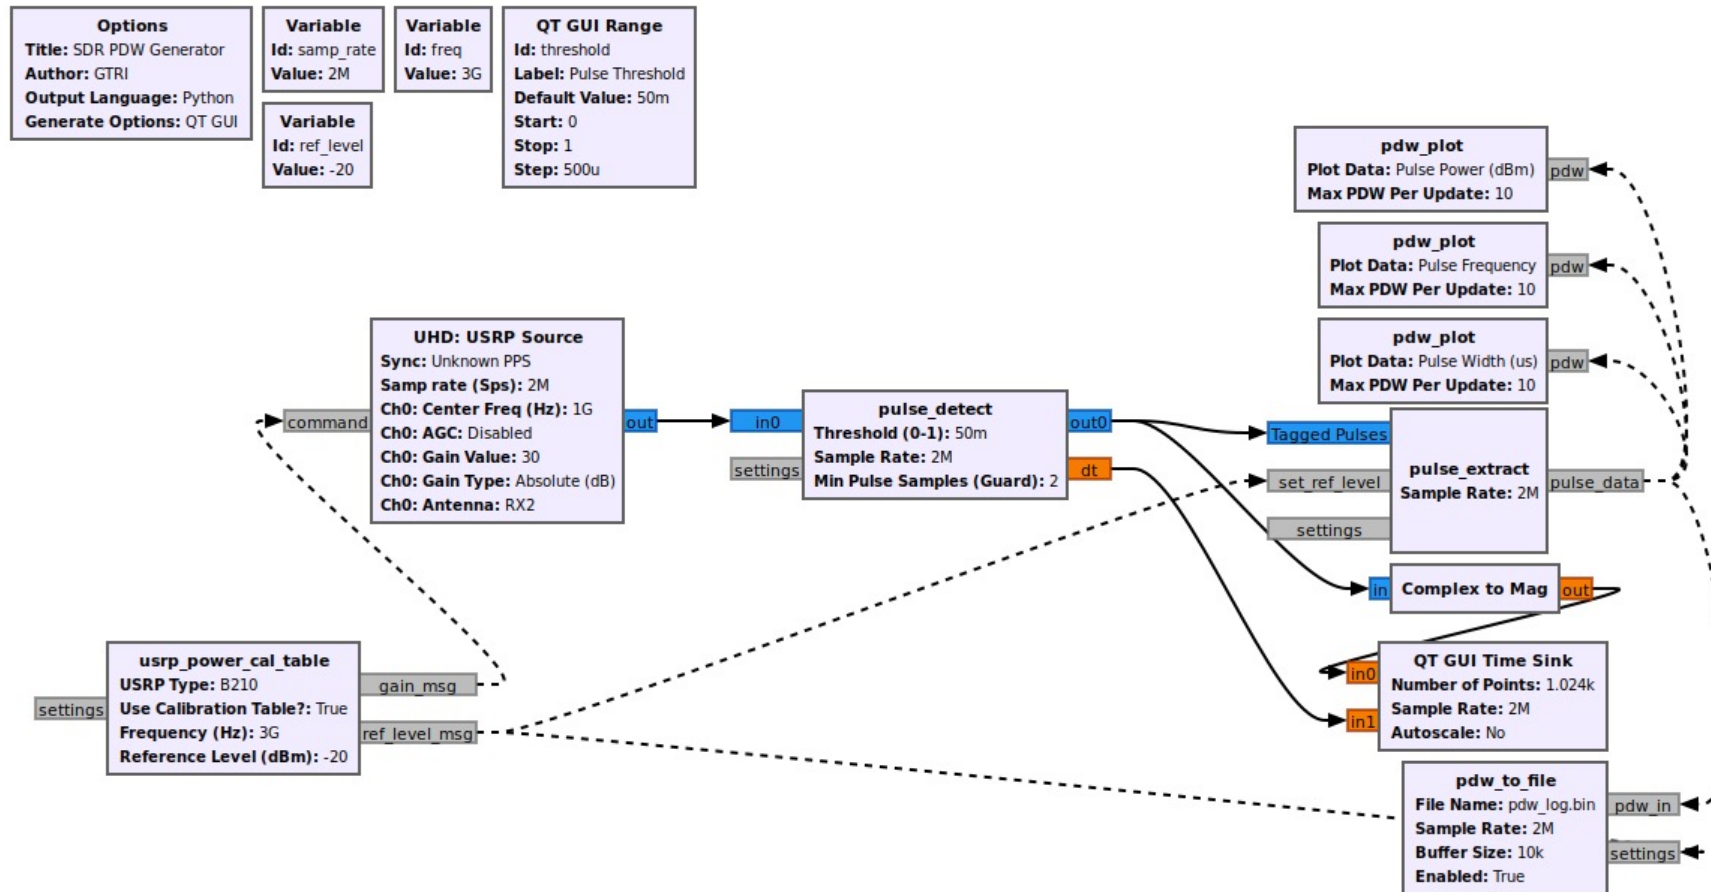 Options
Title: SDR PDW Generator
Author: GTRI
Output Language: Python
Generate Options: QT GUI
Variable
Id: samp_rate
Value: 2M
Variable
Id: freq
Value: 3G
Variable
Id: ref_level
Value: -20
QT GUI Range
Id: threshold
Label: Pulse Threshold
Default Value: 50m
Start: 0
Stop: 1
Step: 500u
pdw_plot
Plot Data: Pulse Power (dBm)
Max PDW Per Update: 10
pdw
pdw_plot
Plot Data: Pulse Frequency
Max PDW Per Update: 10
pdw
pdw_plot
Plot Data: Pulse Width (us)
Max PDW Per Update: 10
pdw
command
UHD: USRP Source
Sync: Unknown PPS
Samp rate (Sps): 2M
Ch0: Center Freq (Hz): 1G
Ch0: AGC: Disabled
Ch0: Gain Value: 30
Ch0: Gain Type: Absolute (dB)
Ch0: Antenna: RX2
out
in0
settings
pulse_detect
Threshold (0-1): 50m
Sample Rate: 2M
Min Pulse Samples (Guard): 2
out0
dt
Tagged Pulses
set_ref_level
settings
pulse_extract
Sample Rate: 2M
pulse_data
in
Complex to Mag
out
settings
usrp_power_cal_table
USRP Type: B210
Use Calibration Table?: True
Frequency (Hz): 3G
Reference Level (dBm): -20
gain_msg
ref_level_msg
in0
in1
QT GUI Time Sink
Number of Points: 1.024k
Sample Rate: 2M
Autoscale: No
pdw_to_file
File Name: pdw_log.bin
Sample Rate: 2M
Buffer Size: 10k
Enabled: True
pdw_in
settings